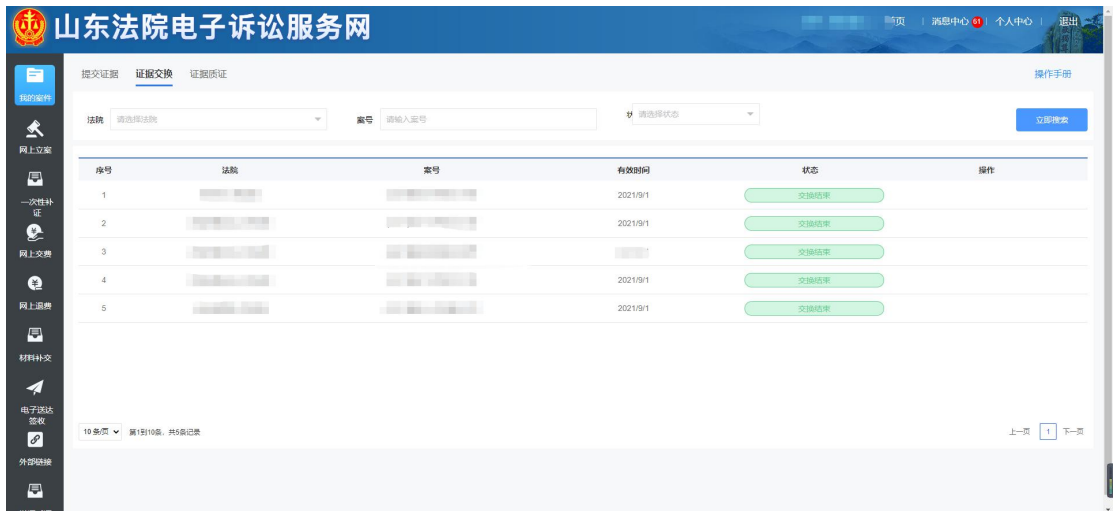 山东法院电子诉讼服务网
页 | 消息中心 61 | 个人中心 | 退出
提交证据 证据交换 证据质证 操作手册
我的案件
网上立案
一次性补
证
网上交费
网上退费
材料补交
电子送达
签收
外部链接
法院 请选择法院 案号 请输入案号 请选择状态 立即搜索
序号 法院 案号 有效时间 状态 操作
1 2021/9/1 交换结束
2 2021/9/1 交换结束
3 交换结束
4 2021/9/1 交换结束
5 2021/9/1 交换结束
10 条/页 第1到10条，共5条记录 上一页 1 下一页